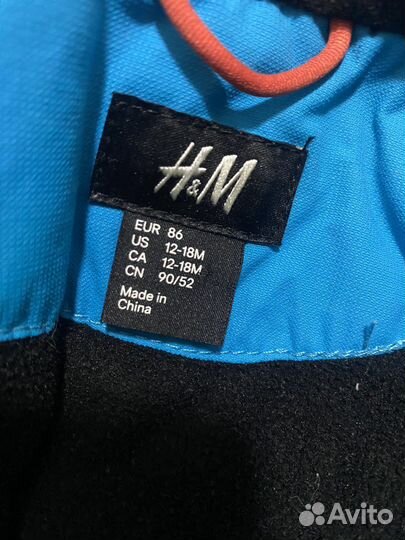 H&M
EUR 86
US 12-18M
CA 12-18M
CN 90/52
Made in
China
Avito